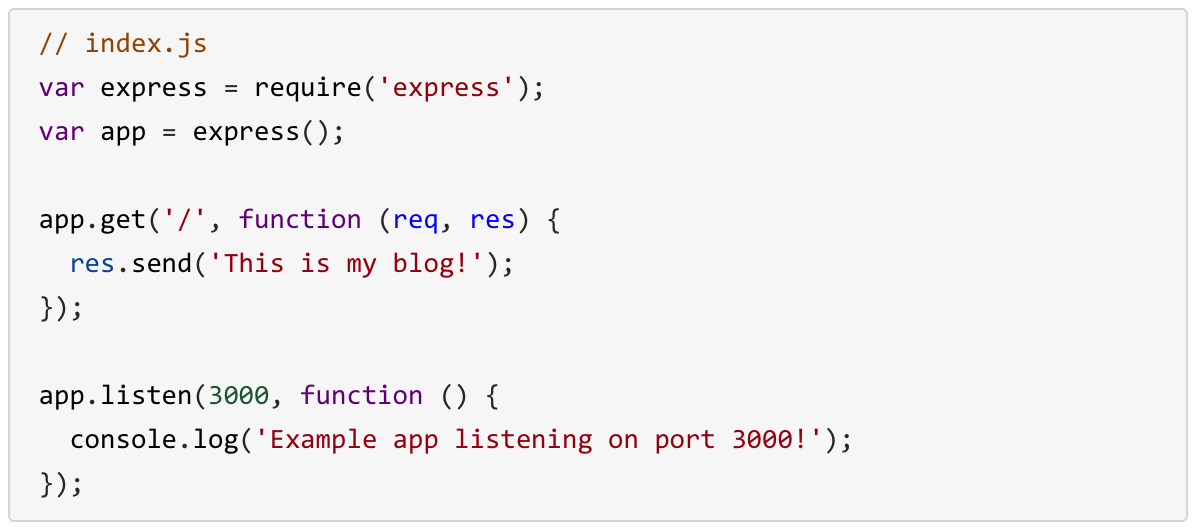 // index.js
var express = require('express');
var app = express();

app.get('/', function (req, res) {
  res.send('This is my blog!');
});

app.listen(3000, function () {
  console.log('Example app listening on port 3000!');
});